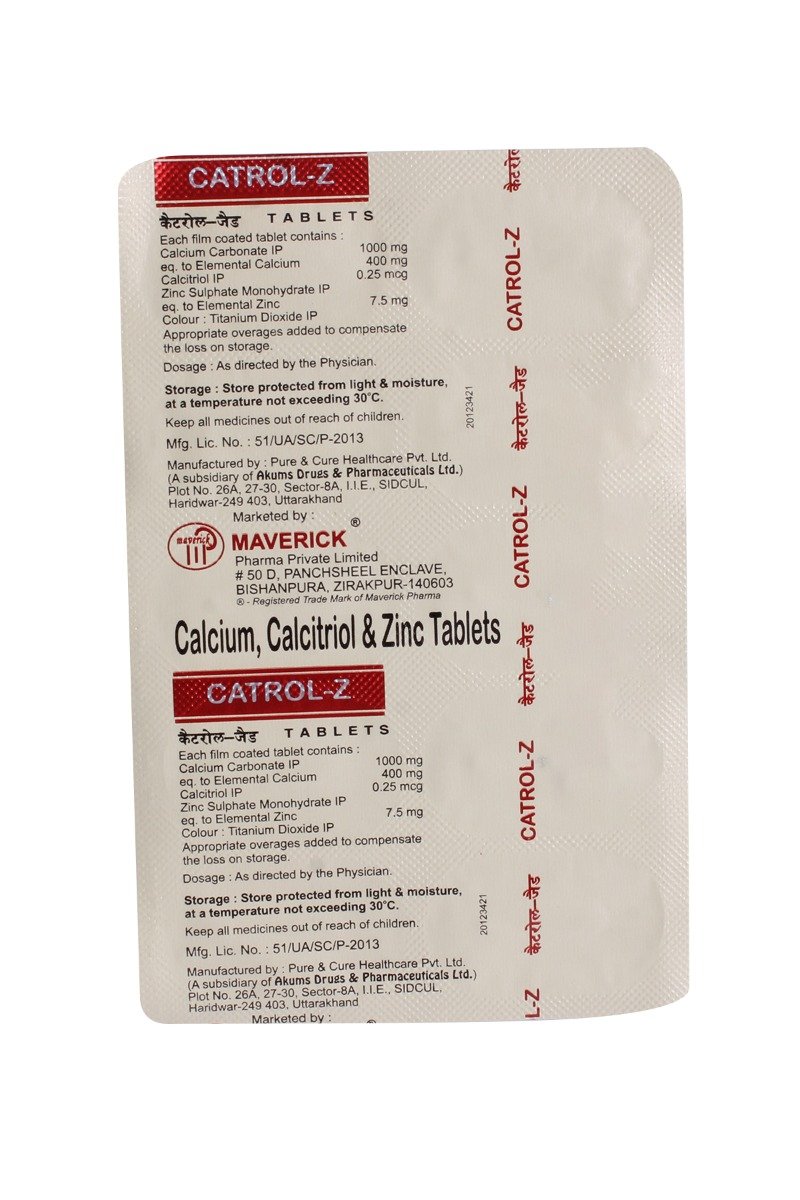 CATROL-Z
कैटरोल-जैड TABLETS
Each film coated tablet contains :
Calcium Carbonate IP 1000 mg
eq. to Elemental Calcium 400 mg
Calcitriol IP 0.25 mcg
Zinc Sulphate Monohydrate IP
eq. to Elemental Zinc 7.5 mg
Colour : Titanium Dioxide IP
Appropriate overages added to compensate
the loss on storage.
Dosage : As directed by the Physician.
Storage : Store protected from light & moisture,
at a temperature not exceeding 30°C.
Keep all medicines out of reach of children.
Mfg. Lic. No. : 51/UA/SC/P-2013
Manufactured by : Pure & Cure Healthcare Pvt. Ltd.
(A subsidiary of Akums Drugs & Pharmaceuticals Ltd.)
Plot No. 26A, 27-30, Sector-8A, I.I.E., SIDCUL,
Haridwar-249 403, Uttarakhand
Marketed by :
maverick
MAVERICK ®
Pharma Private Limited
# 50 D, PANCHSHEEL ENCLAVE,
BISHANPURA, ZIRAKPUR-140603
® - Registered Trade Mark of Maverick Pharma
20123421
Calcium, Calcitriol & Zinc Tablets
CATROL-Z
कैटरोल-जैड TABLETS
Each film coated tablet contains :
Calcium Carbonate IP 1000 mg
eq. to Elemental Calcium 400 mg
Calcitriol IP 0.25 mcg
Zinc Sulphate Monohydrate IP
eq. to Elemental Zinc 7.5 mg
Colour : Titanium Dioxide IP
Appropriate overages added to compensate
the loss on storage.
Dosage : As directed by the Physician.
Storage : Store protected from light & moisture,
at a temperature not exceeding 30°C.
Keep all medicines out of reach of children.
Mfg. Lic. No. : 51/UA/SC/P-2013
Manufactured by : Pure & Cure Healthcare Pvt. Ltd.
(A subsidiary of Akums Drugs & Pharmaceuticals Ltd.)
Plot No. 26A, 27-30, Sector-8A, I.I.E., SIDCUL,
Haridwar-249 403, Uttarakhand
Marketed by :
®
20123421
कैटरोल
CATROL-Z
कैटरोल-जैड
CATROL-Z
कैटरोल-जैड
CATROL-Z
कैटरोल-जैड
L-Z